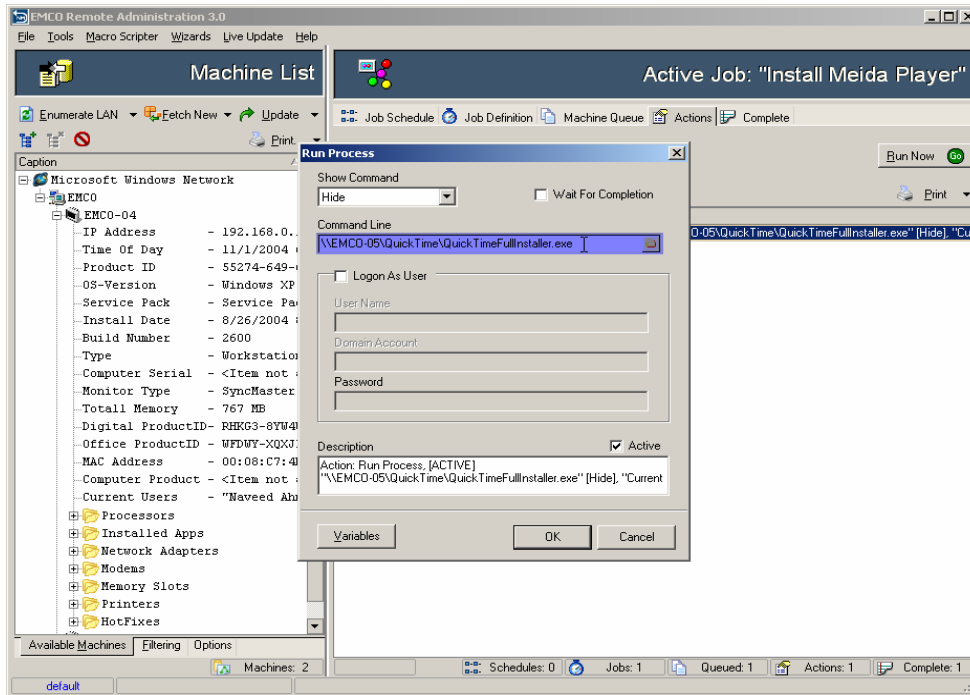 EMCO Remote Administration 3.0
File Tools Macro Scripter Wizards Live Update Help
Machine List
Active Job: "Install Meida Player"
Enumerate LAN Fetch New Update
Job Schedule Job Definition Machine Queue Actions Complete
Print
Run Now Go
Print
Caption
Microsoft Windows Network
EMCO
EMCO-04
IP Address - 192.168.0.
Time Of Day - 11/1/2004
Product ID - 55274-649-
OS-Version - Windows XP
Service Pack - Service Pa
Install Date - 8/26/2004
Build Number - 2600
Type - Workstation
Computer Serial - <Item not
Monitor Type - SyncMaster
Totall Memory - 767 MB
Digital ProductID- RHKG3-8YW4
Office ProductID - WFDWY-XQXJ
MAC Address - 00:08:C7:4
Computer Product - <Item not
Current Users - "Naveed Ah
Processors
Installed Apps
Network Adapters
Modems
Memory Slots
Printers
HotFixes
Available Machines Filtering Options
Machines: 2
default
Run Process
Show Command
Hide
Wait For Completion
Command Line
\\EMCO-05\QuickTime\QuickTimeFullInstaller.exe
Logon As User
User Name
Domain Account
Password
Description
Active
Action: Run Process, [ACTIVE]
"\\EMCO-05\QuickTime\QuickTimeFullInstaller.exe" [Hide], "Current
Variables OK Cancel
O-05\QuickTime\QuickTimeFullInstaller.exe" [Hide], "Cu
Schedules: 0 Jobs: 1 Queued: 1 Actions: 1 Complete: 1